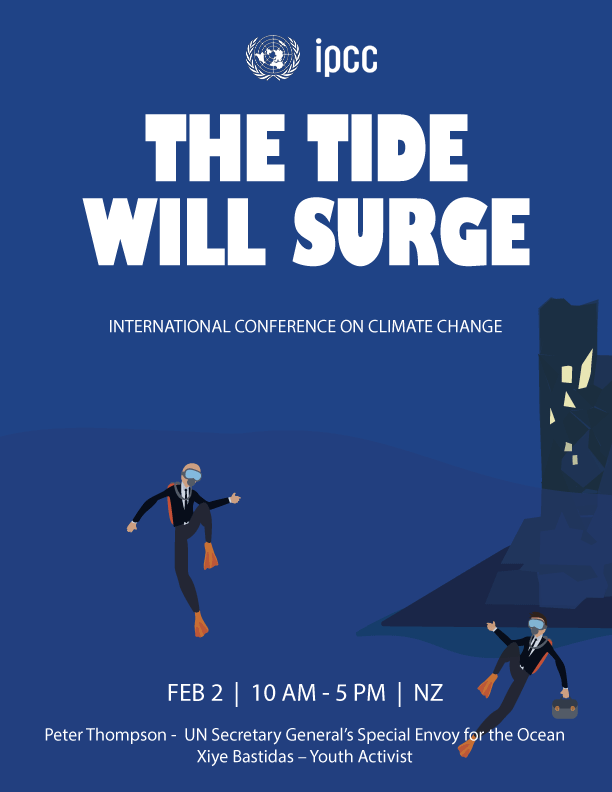 ipcc
THE TIDE
WILL SURGE
INTERNATIONAL CONFERENCE ON CLIMATE CHANGE
FEB 2 | 10 AM - 5 PM | NZ
Peter Thompson - UN Secretary General’s Special Envoy for the Ocean
Xiye Bastidas – Youth Activist